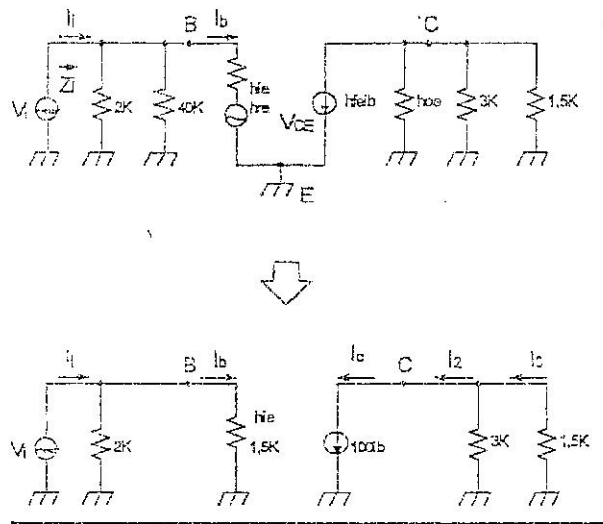 Ii B Ib
Zi
Vi 2K 40K hie
hre VCE hfeib hoe C 3K 1,5K
E
Ii B Ib Ic C I2 Io
Vi 2K hie
1,5K 100ib 3K 1,5K